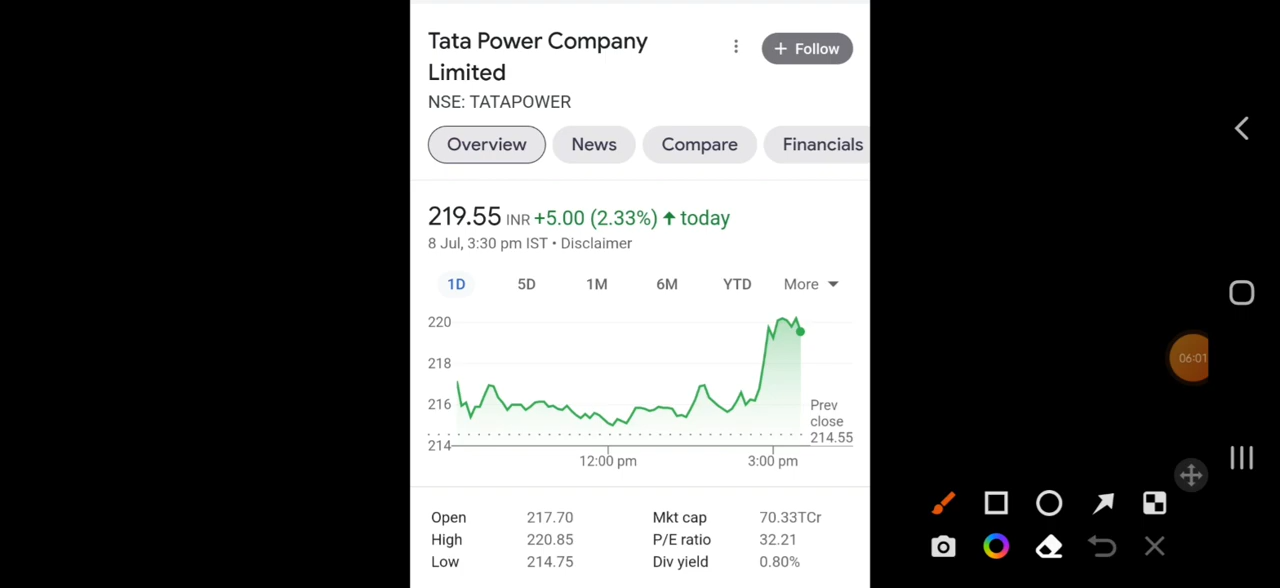 Tata Power Company
Limited
+ Follow
NSE: TATAPOWER
Overview News Compare Financials
219.55 INR +5.00 (2.33%) ↑ today
8 Jul, 3:30 pm IST • Disclaimer
1D 5D 1M 6M YTD More
220
218
216
214
Prev
close
214.55
12:00 pm 3:00 pm
Open 217.70 Mkt cap 70.33TCr
High 220.85 P/E ratio 32.21
Low 214.75 Div yield 0.80%
06:01